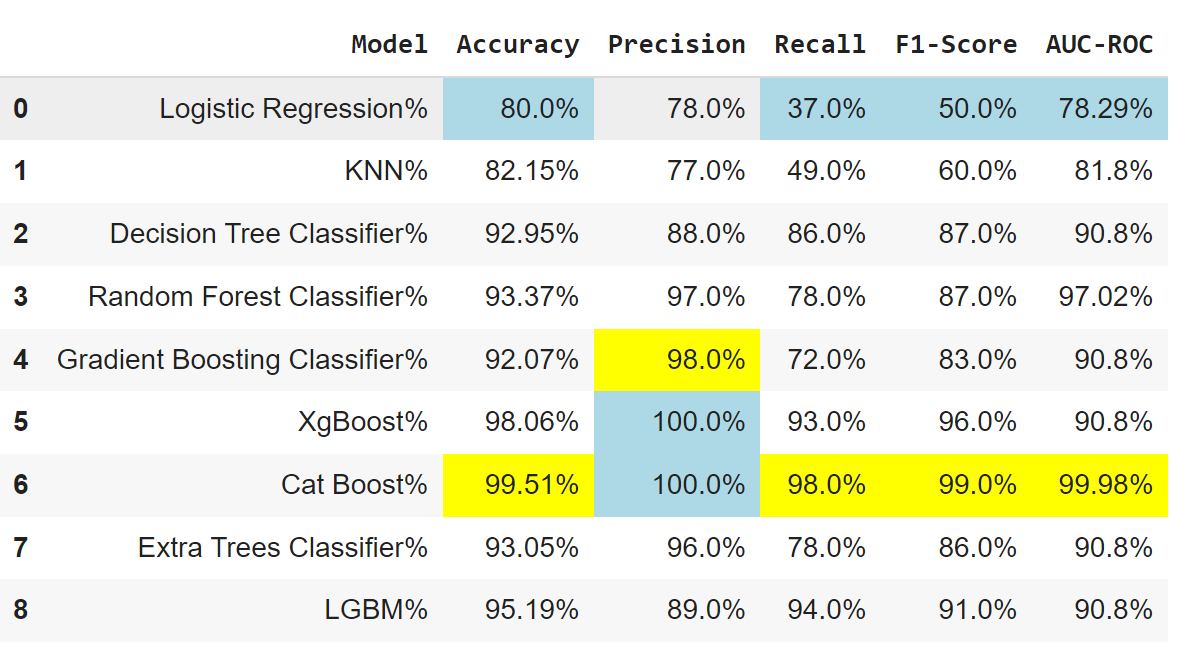 Model Accuracy Precision Recall F1-Score AUC-ROC
0 Logistic Regression% 80.0% 78.0% 37.0% 50.0% 78.29%
1 KNN% 82.15% 77.0% 49.0% 60.0% 81.8%
2 Decision Tree Classifier% 92.95% 88.0% 86.0% 87.0% 90.8%
3 Random Forest Classifier% 93.37% 97.0% 78.0% 87.0% 97.02%
4 Gradient Boosting Classifier% 92.07% 98.0% 72.0% 83.0% 90.8%
5 XgBoost% 98.06% 100.0% 93.0% 96.0% 90.8%
6 Cat Boost% 99.51% 100.0% 98.0% 99.0% 99.98%
7 Extra Trees Classifier% 93.05% 96.0% 78.0% 86.0% 90.8%
8 LGBM% 95.19% 89.0% 94.0% 91.0% 90.8%